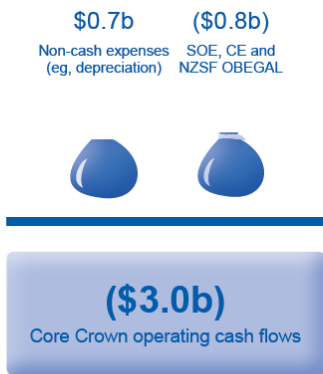 $0.7b
Non-cash expenses
(eg, depreciation)
($0.8b)
SOE, CE and
NZSF OBEGAL
($3.0b)
Core Crown operating cash flows